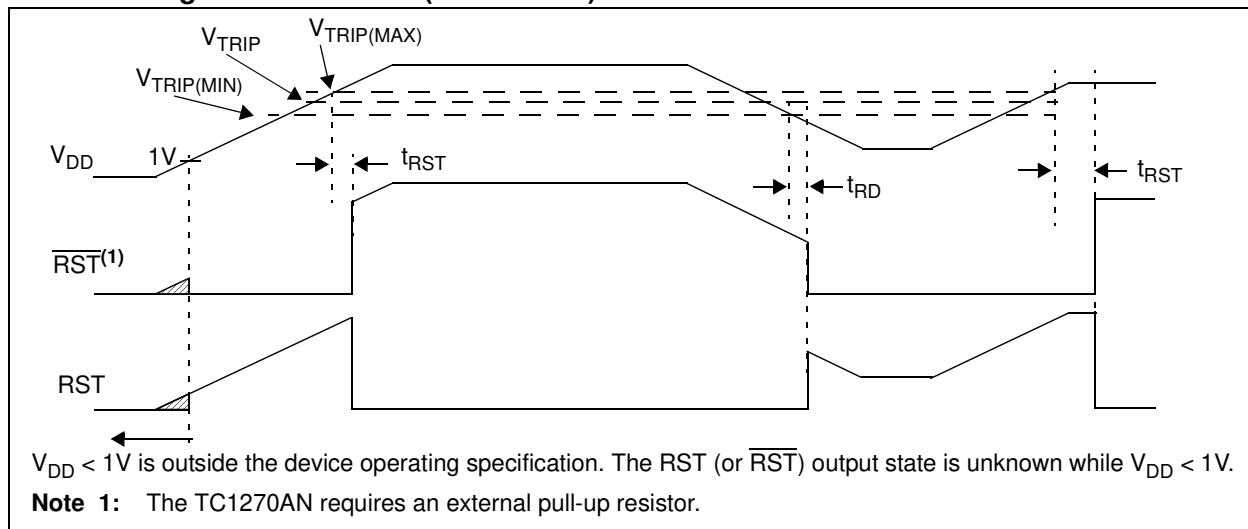 V_TRIP
V_TRIP(MAX)
V_TRIP(MIN)
V_DD
1V
t_RST
t_RD
t_RST
R̅S̅T̅(1)
RST
V_DD < 1V is outside the device operating specification. The RST (or R̅S̅T̅) output state is unknown while V_DD < 1V.
Note 1: The TC1270AN requires an external pull-up resistor.